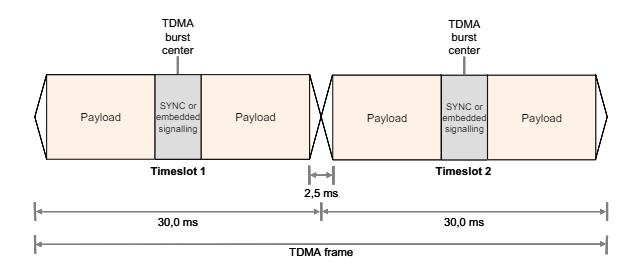 TDMA
burst
center
TDMA
burst
center
Payload
SYNC or
embedded
signalling
Payload
Payload
SYNC or
embedded
signalling
Payload
Timeslot 1
Timeslot 2
2,5 ms
30,0 ms
30,0 ms
TDMA frame